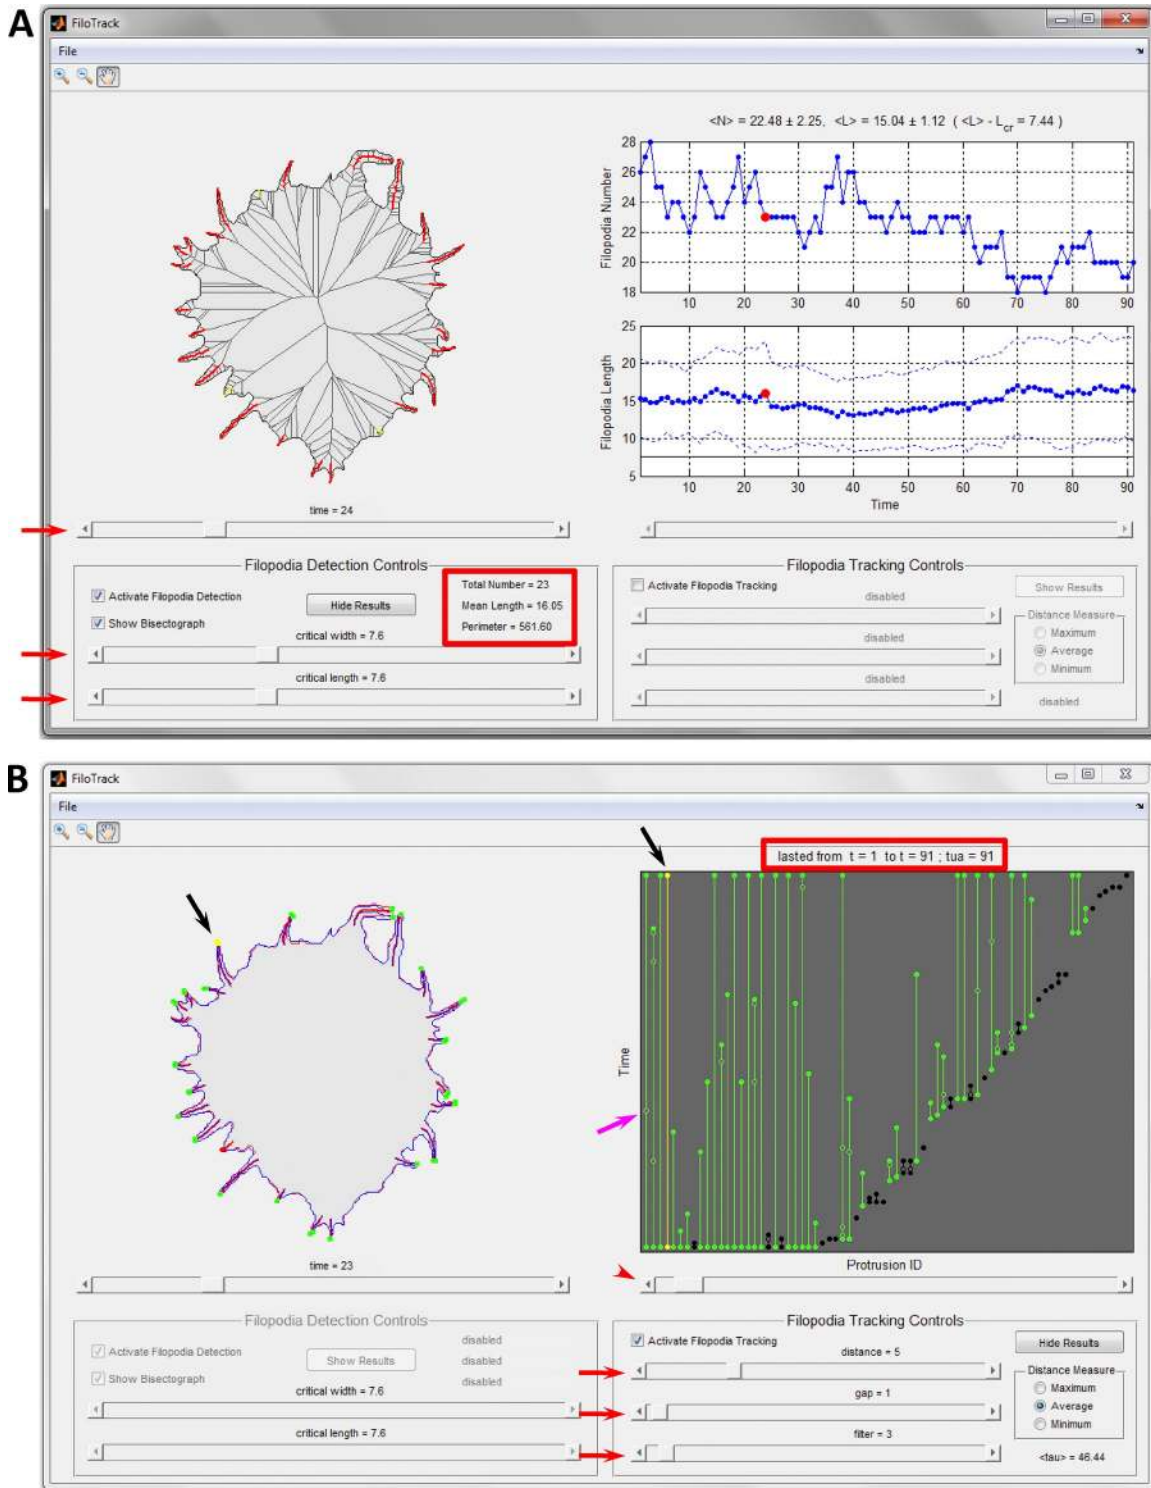 A
FiloTrack
File
<N> = 22.48 ± 2.25, <L> = 15.04 ± 1.12 ( <L> - Lcr = 7.44 )
28
26
24
22
20
18
Filopodia Number
10 20 30 40 50 60 70 80 90
25
20
15
10
5
Filopodia Length
10 20 30 40 50 60 70 80 90
Time
time = 24
Filopodia Detection Controls
Activate Filopodia Detection
Show Bisectograph
Hide Results
Total Number = 23
Mean Length = 16.05
Perimeter = 561.60
critical width = 7.6
critical length = 7.6
Filopodia Tracking Controls
Activate Filopodia Tracking
disabled
disabled
disabled
Show Results
Distance Measure
Maximum
Average
Minimum
disabled
B
FiloTrack
File
lasted from t = 1 to t = 91 ; tua = 91
Time
Protrusion ID
time = 23
Filopodia Detection Controls
Activate Filopodia Detection
Show Bisectograph
Show Results
disabled
disabled
disabled
critical width = 7.6
critical length = 7.6
Filopodia Tracking Controls
Activate Filopodia Tracking
distance = 5
gap = 1
filter = 3
Hide Results
Distance Measure
Maximum
Average
Minimum
<tau> = 46.44